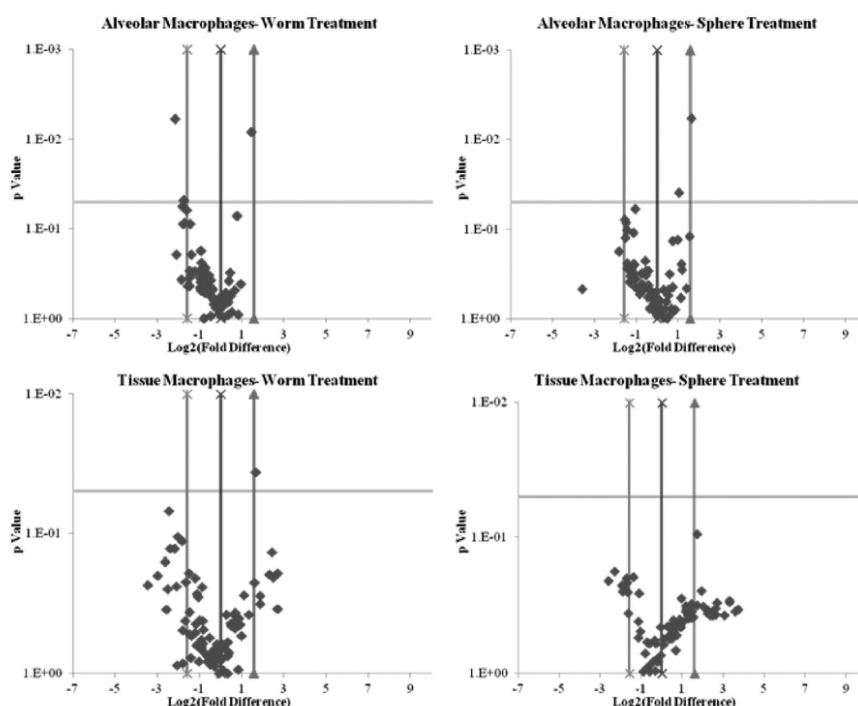 Alveolar Macrophages- Worm Treatment
1.E-03
1.E-02
1.E-01
1.E+00
p Value
-7 -5 -3 -1 1 3 5 7 9
Log2(Fold Difference)
Alveolar Macrophages- Sphere Treatment
1.E-03
1.E-02
1.E-01
1.E+00
p Value
-7 -5 -3 -1 1 3 5 7 9
Log2(Fold Difference)
Tissue Macrophages- Worm Treatment
1.E-02
1.E-01
1.E+00
p Value
-7 -5 -3 -1 1 3 5 7 9
Log2(Fold Difference)
Tissue Macrophages- Sphere Treatment
1.E-02
1.E-01
1.E+00
p Value
-7 -5 -3 -1 1 3 5 7 9
Log2(Fold Difference)